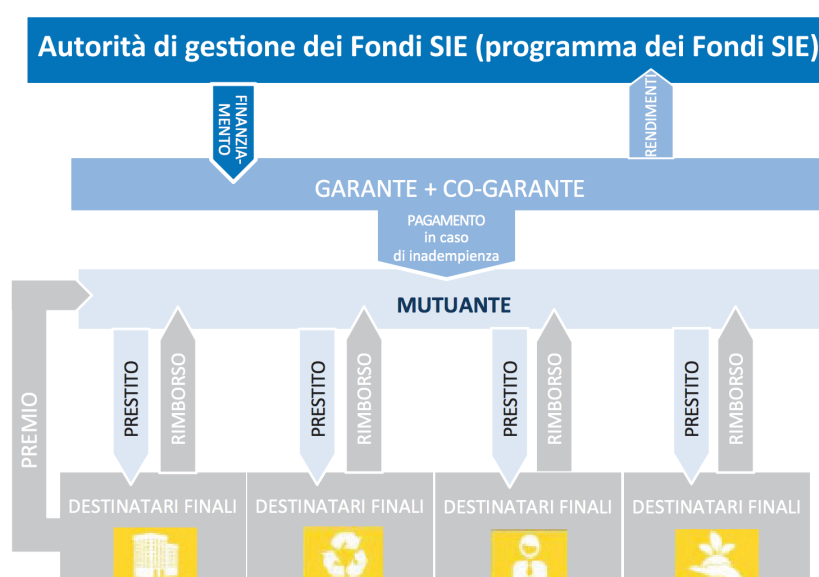 Autorità di gestione dei Fondi SIE (programma dei Fondi SIE)
FINANZIA-
MENTO
RENDIMENTI
GARANTE + CO-GARANTE
PAGAMENTO
in caso
di inadempienza
MUTUANTE
PREMIO
PRESTITO
RIMBORSO
PRESTITO
RIMBORSO
PRESTITO
RIMBORSO
PRESTITO
RIMBORSO
DESTINATARI FINALI
DESTINATARI FINALI
DESTINATARI FINALI
DESTINATARI FINALI